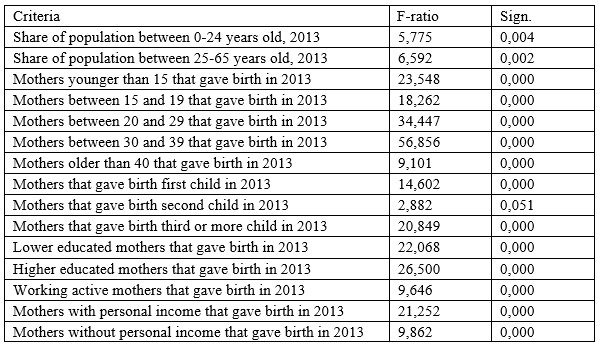 Criteria F-ratio Sign.
Share of population between 0-24 years old, 2013 5,775 0,004
Share of population between 25-65 years old, 2013 6,592 0,002
Mothers younger than 15 that gave birth in 2013 23,548 0,000
Mothers between 15 and 19 that gave birth in 2013 18,262 0,000
Mothers between 20 and 29 that gave birth in 2013 34,447 0,000
Mothers between 30 and 39 that gave birth in 2013 56,856 0,000
Mothers older than 40 that gave birth in 2013 9,101 0,000
Mothers that gave birth first child in 2013 14,602 0,000
Mothers that gave birth second child in 2013 2,882 0,051
Mothers that gave birth third or more child in 2013 20,849 0,000
Lower educated mothers that gave birth in 2013 22,068 0,000
Higher educated mothers that gave birth in 2013 26,500 0,000
Working active mothers that gave birth in 2013 9,646 0,000
Mothers with personal income that gave birth in 2013 21,252 0,000
Mothers without personal income that gave birth in 2013 9,862 0,000